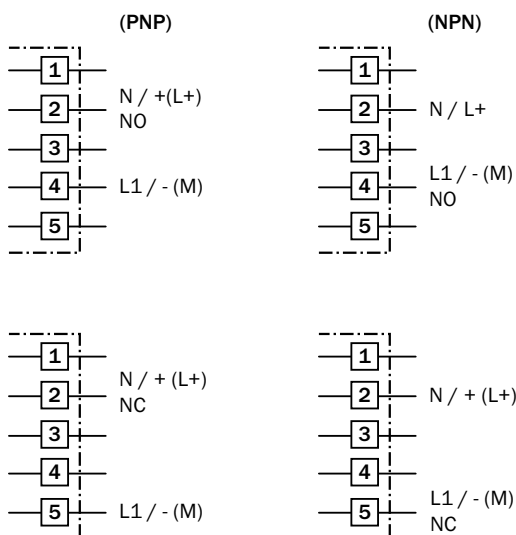 (PNP)
1
2
N / +(L+)
NO
3
4
L1 / - (M)
5
(NPN)
1
2
N / L+
3
4
L1 / - (M)
NO
5
1
2
N / + (L+)
NC
3
4
5
L1 / - (M)
1
2
N / + (L+)
3
4
5
L1 / - (M)
NC